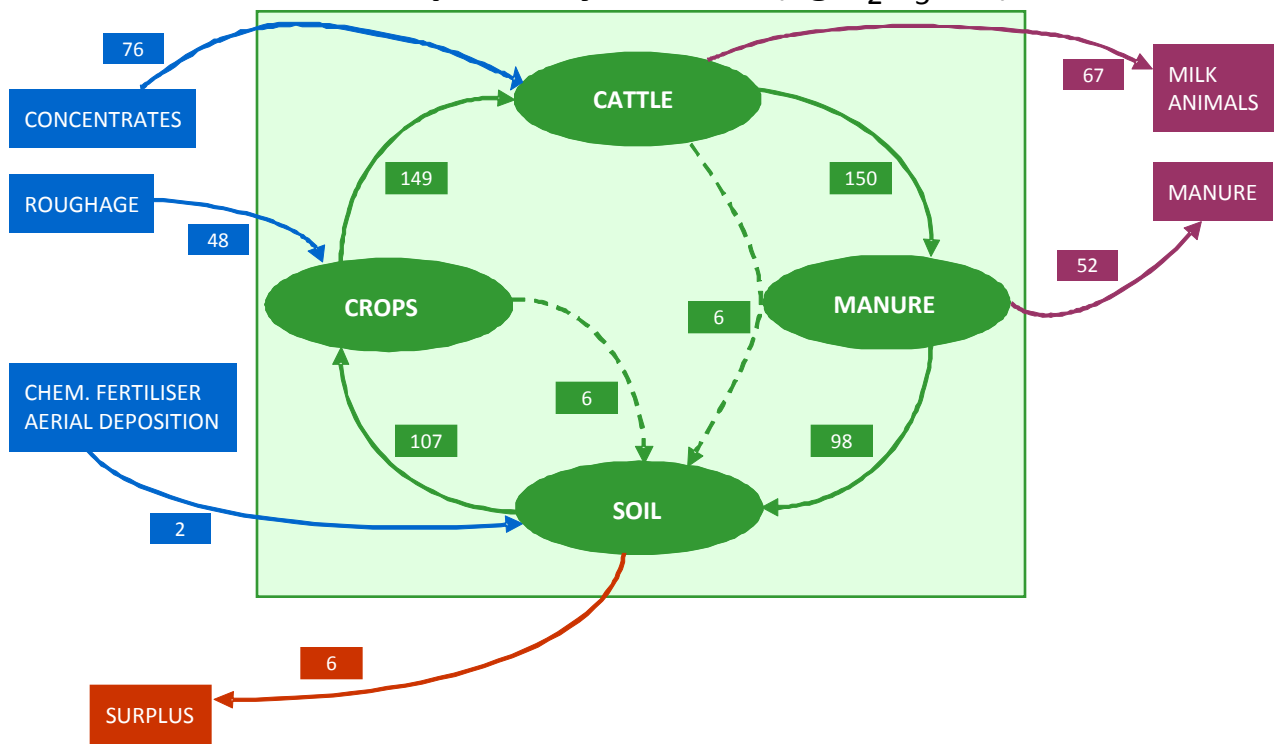 76
CATTLE
67
MILK
ANIMALS
CONCENTRATES
149
150
ROUGHAGE
MANURE
48
52
CROPS
MANURE
6
CHEM. FERTILISER
AERIAL DEPOSITION
6
107
98
SOIL
2
6
SURPLUS